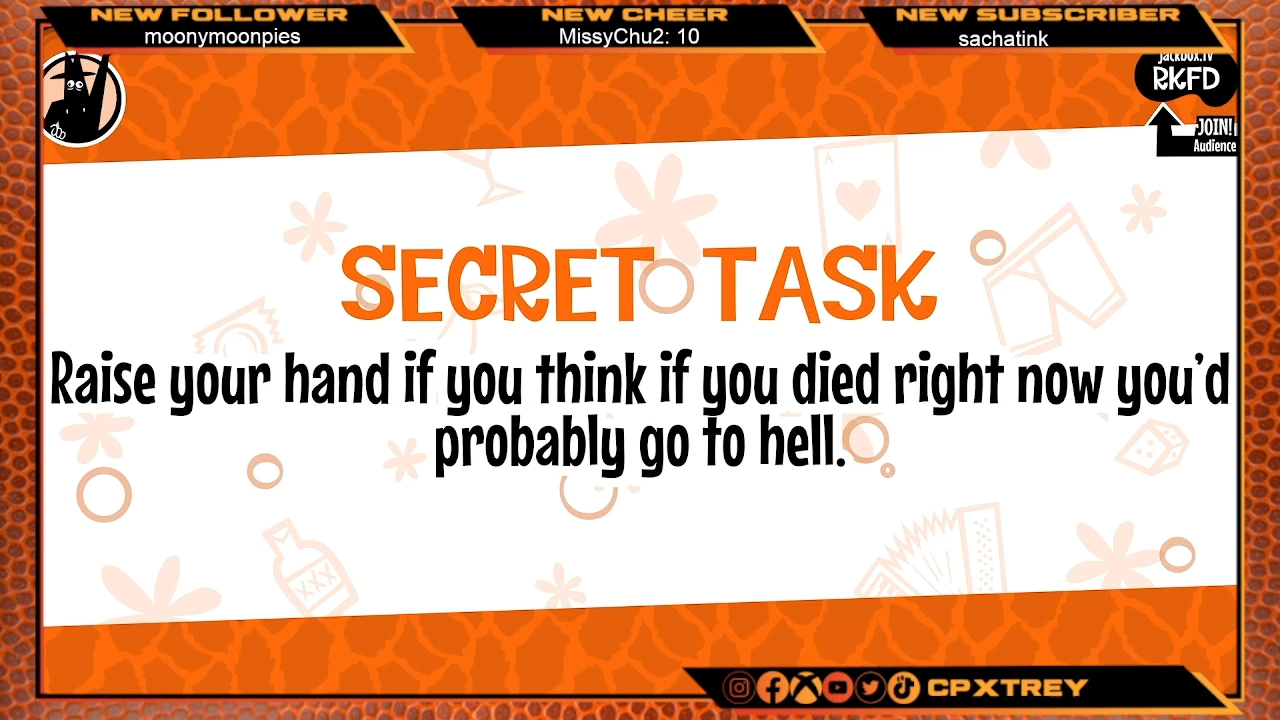 NEW FOLLOWER
moonymoonpies
NEW CHEER
MissyChu2: 10
NEW SUBSCRIBER
sachatink
jackbox.tv
RKFD
JOIN!
Audience
SECRET TASK
Raise your hand if you think if you died right now you'd
probably go to hell.
A
XXX
CPXTREY